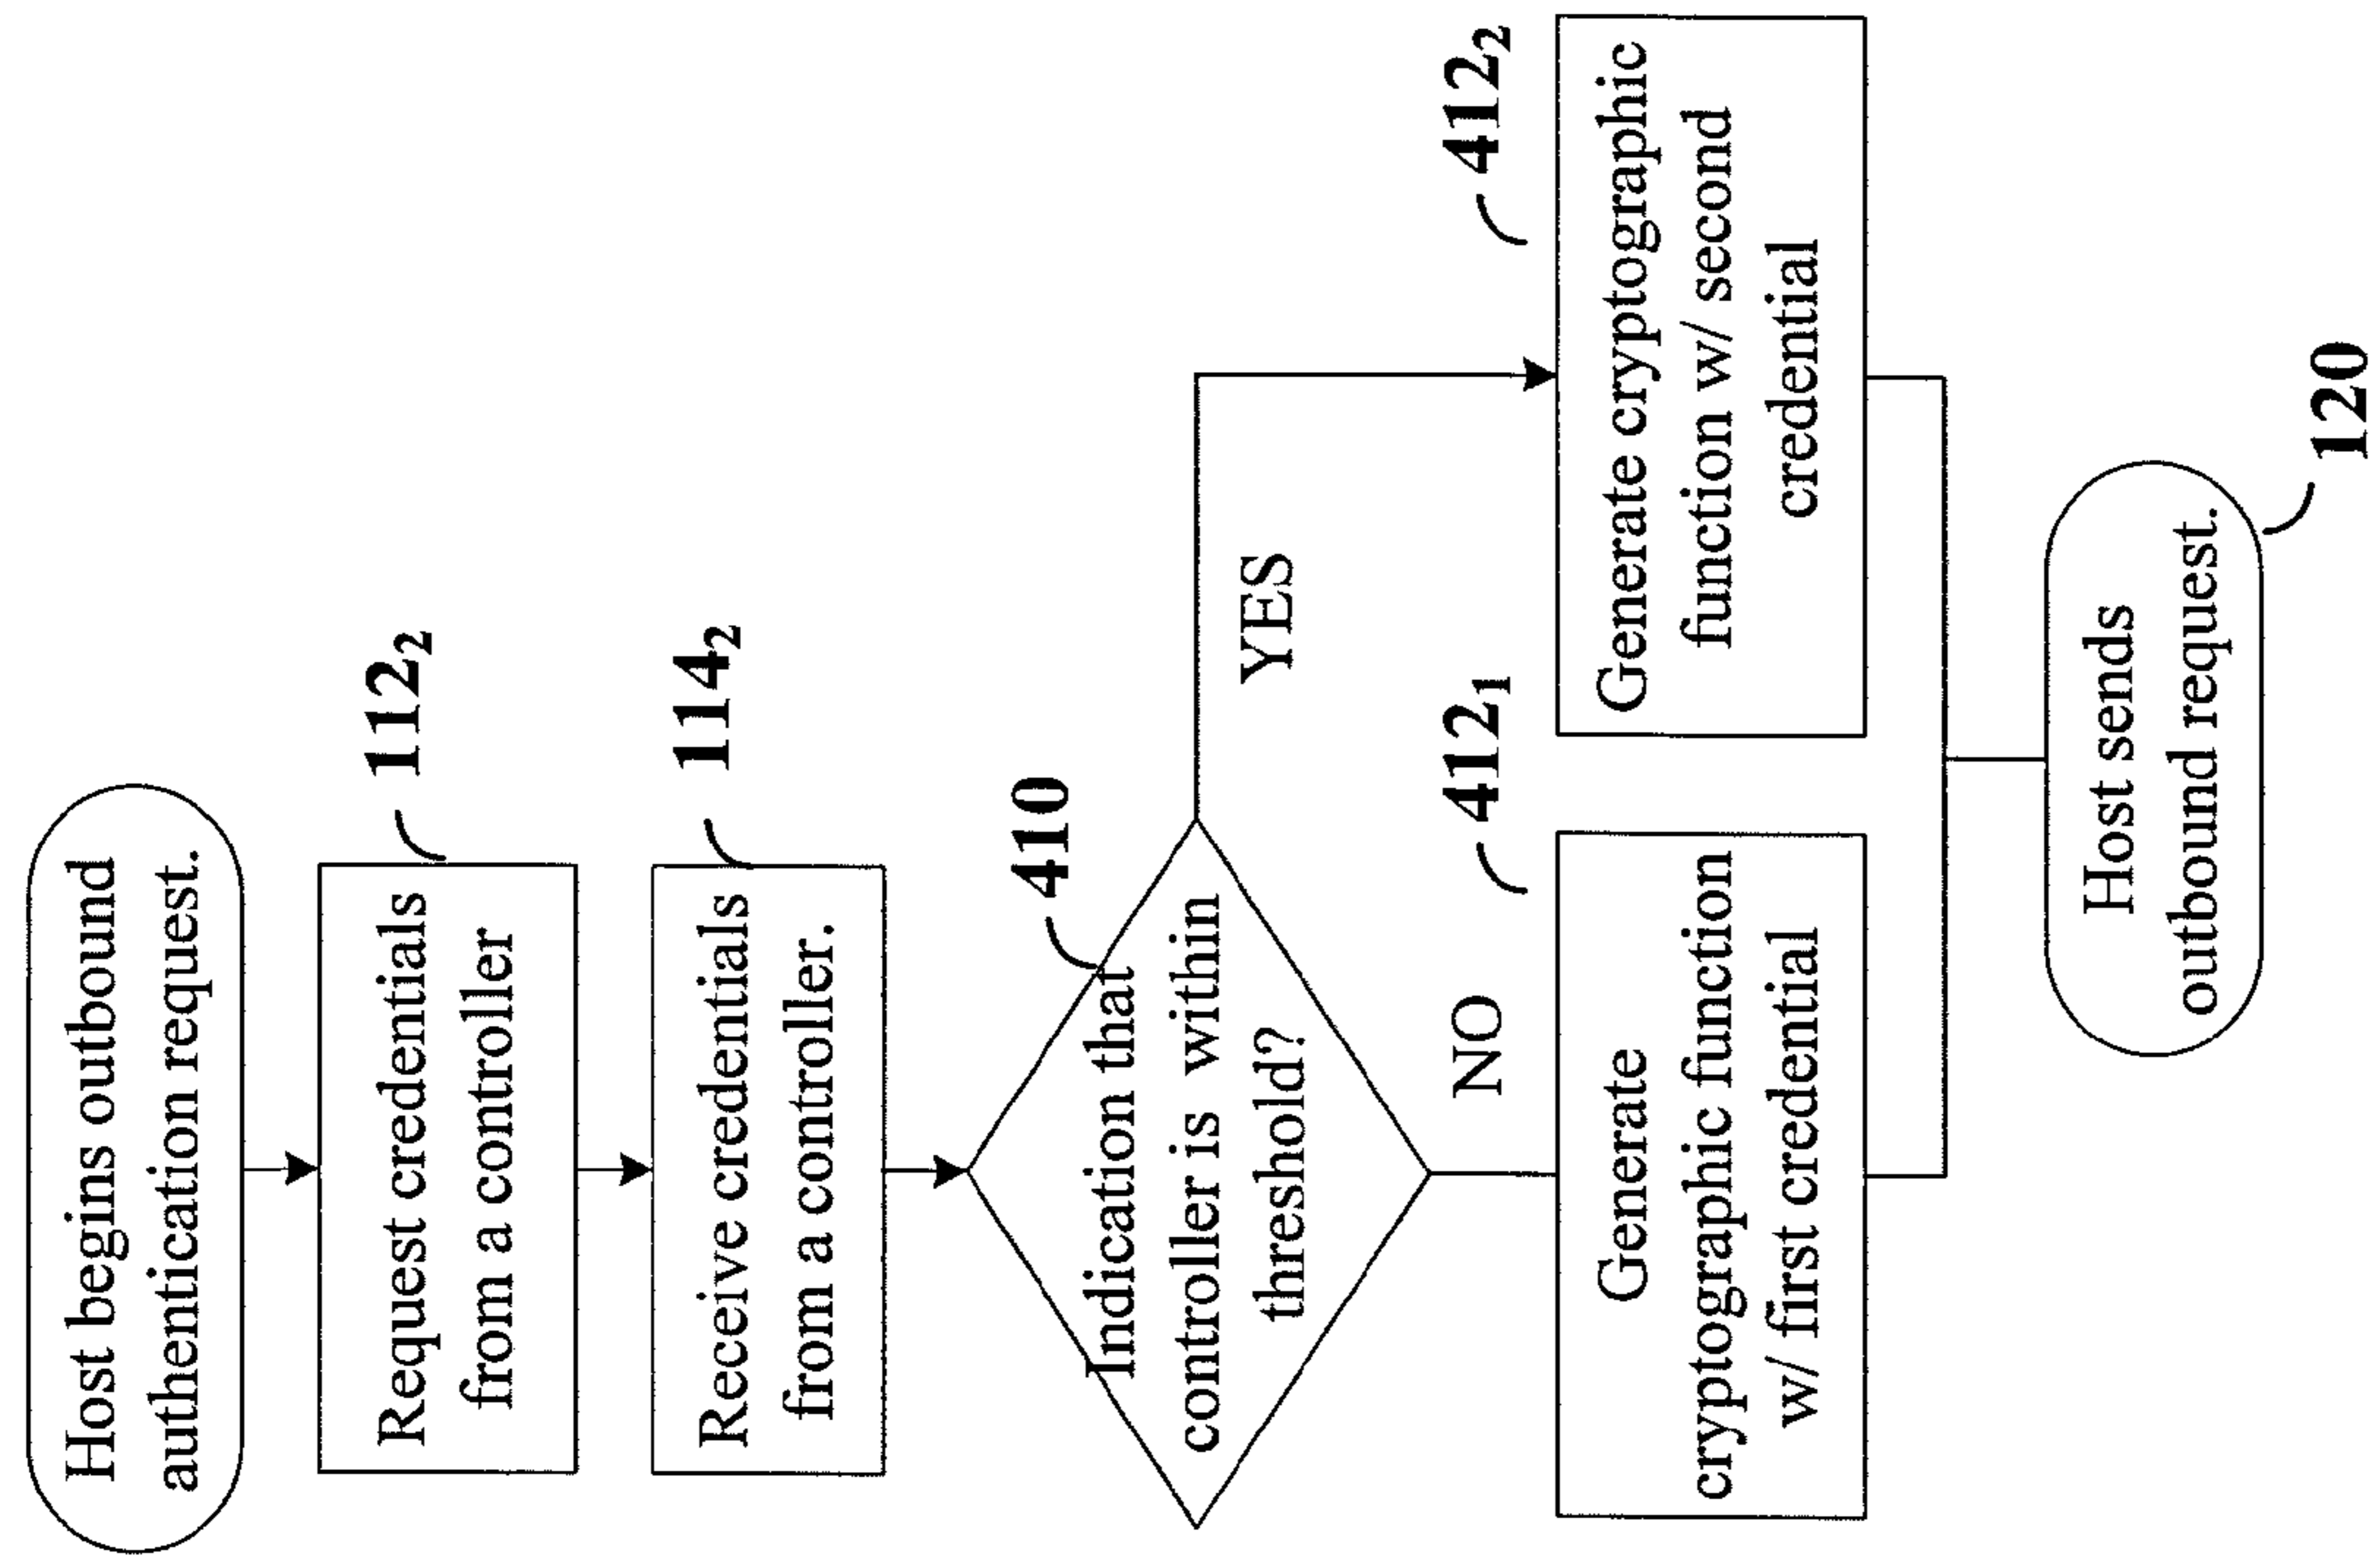 Host begins outbound
authentication request.
112₂
Request credentials
from a controller
114₂
Receive credentials
from a controller.
410
Indication that
controller is within
threshold?
YES
NO
412₁
Generate
cryptographic function
w/ first credential
412₂
Generate cryptographic
function w/ second
credential
Host sends
outbound request.
120